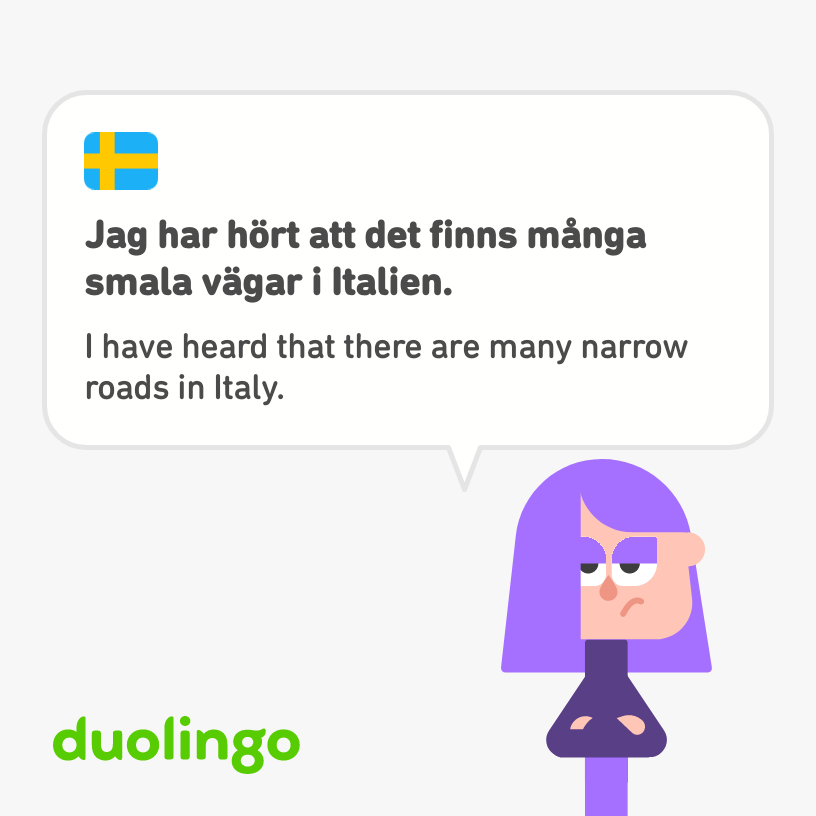 Jag har hört att det finns många
smala vägar i Italien.
I have heard that there are many narrow
roads in Italy.
duolingo